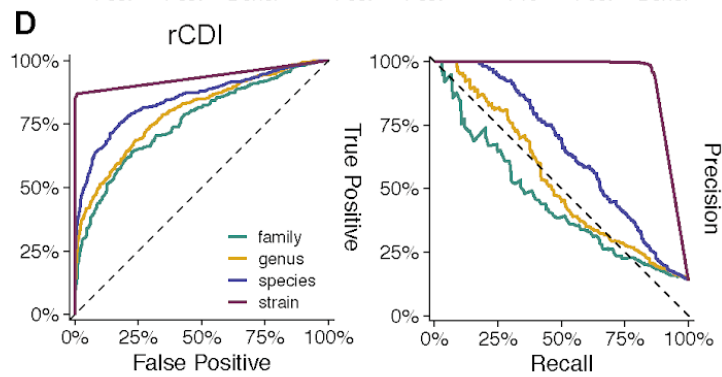 D
rCDI
100%
75%
50%
25%
0%
0% 25% 50% 75% 100%
False Positive
True Positive
family
genus
species
strain
100%
75%
50%
25%
0%
0% 25% 50% 75% 100%
Recall
Precision